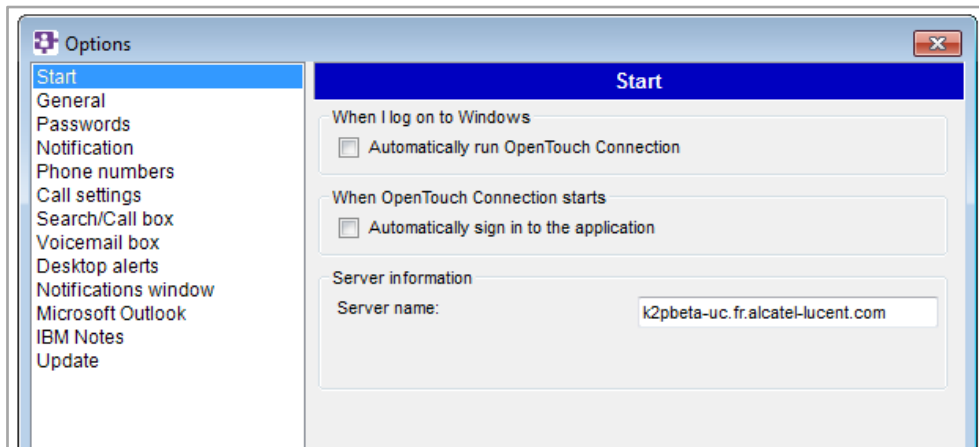 Options
Start
General
Passwords
Notification
Phone numbers
Call settings
Search/Call box
Voicemail box
Desktop alerts
Notifications window
Microsoft Outlook
IBM Notes
Update
Start
When I log on to Windows
Automatically run OpenTouch Connection
When OpenTouch Connection starts
Automatically sign in to the application
Server information
Server name: k2pbeta-uc.fr.alcatel-lucent.com